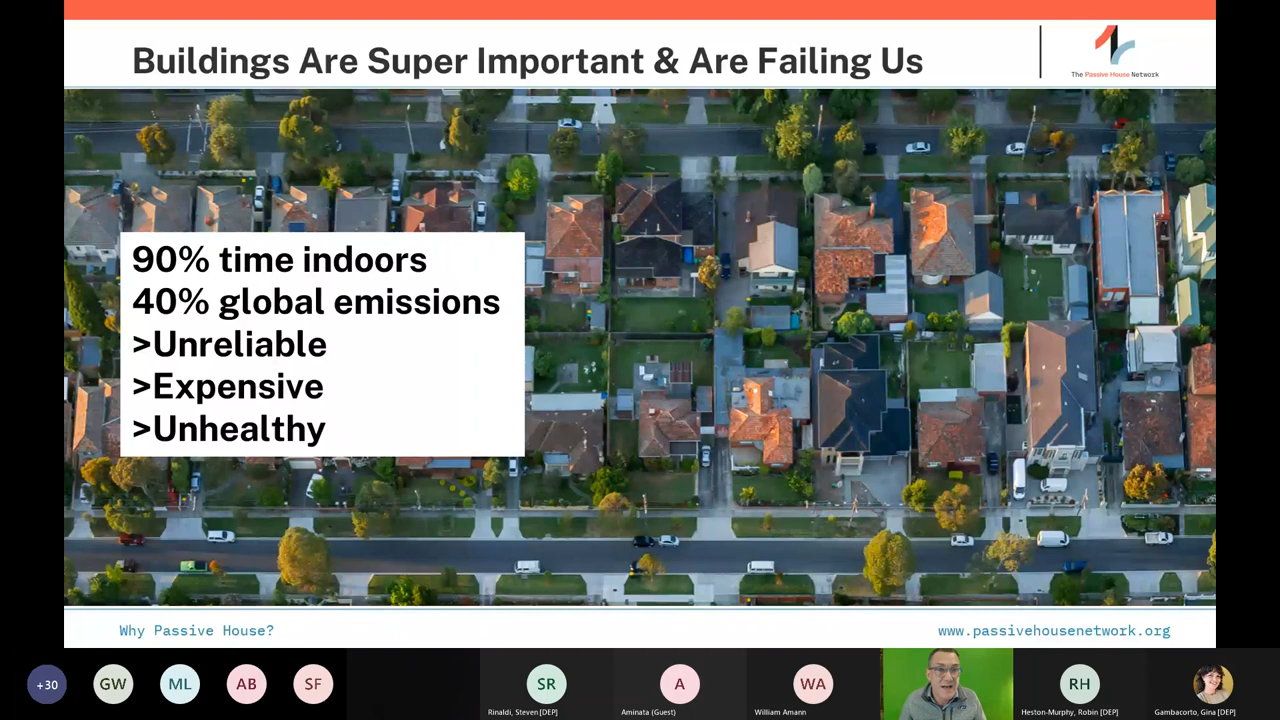 Buildings Are Super Important & Are Failing Us
The Passive House Network
90% time indoors
40% global emissions
>Unreliable
>Expensive
>Unhealthy
Why Passive House?
www.passivehousenetwork.org
+30
GW
ML
AB
SF
SR
A
WA
RH
Rinaldi, Steven [DEP]
Aminata (Guest)
William Amann
Heston-Murphy, Robin [DEP]
Gambacorto, Gina [DEP]